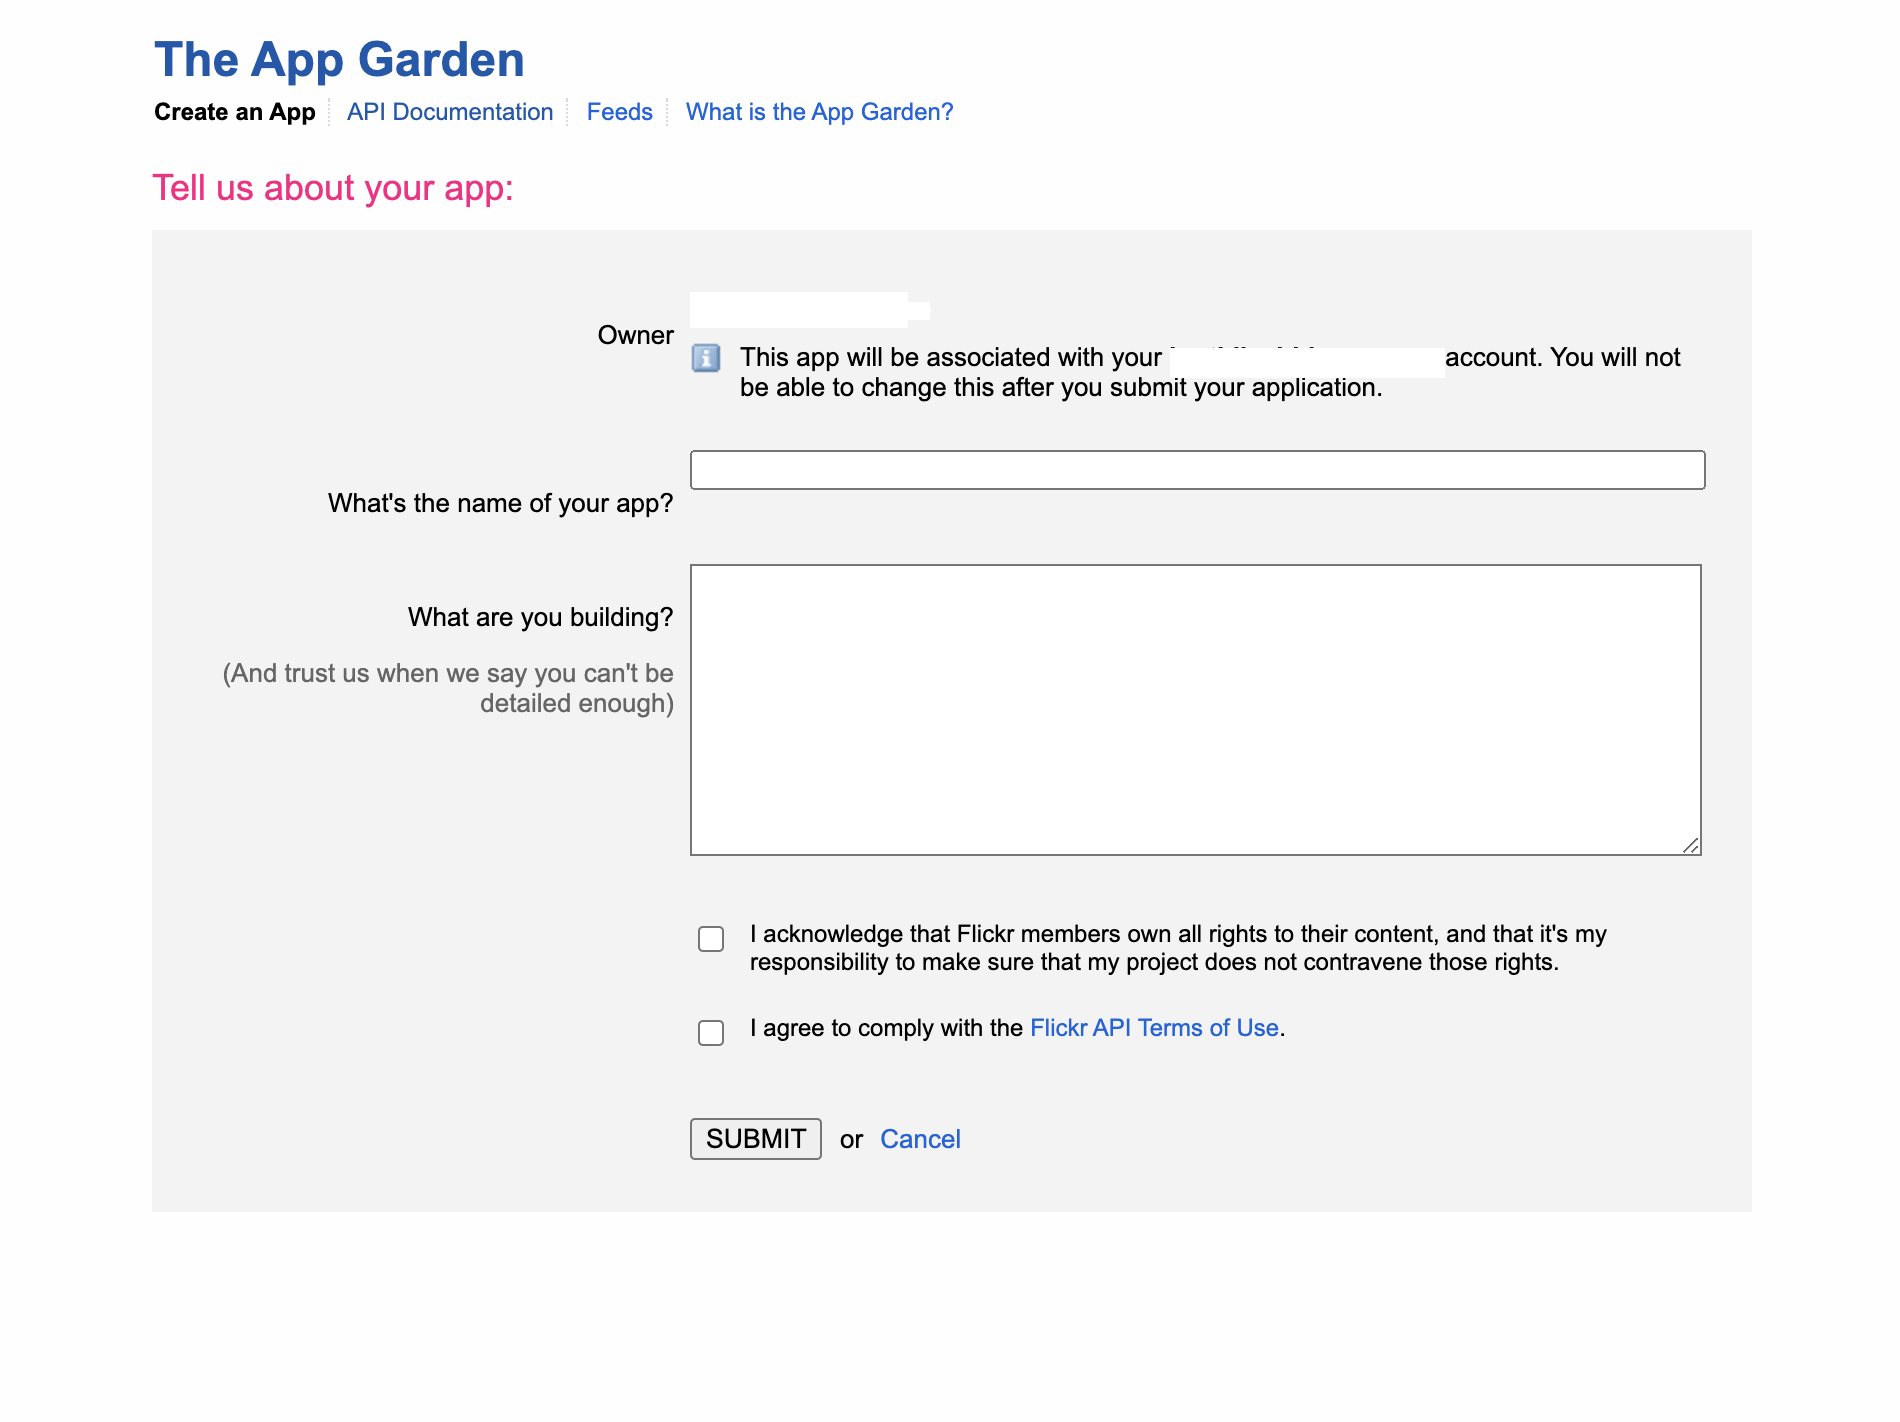 The App Garden
Create an App API Documentation Feeds What is the App Garden?
Tell us about your app:
Owner
This app will be associated with your account. You will not
be able to change this after you submit your application.
What's the name of your app?
What are you building?
(And trust us when we say you can't be
detailed enough)
I acknowledge that Flickr members own all rights to their content, and that it's my
responsibility to make sure that my project does not contravene those rights.
I agree to comply with the Flickr API Terms of Use.
SUBMIT or Cancel